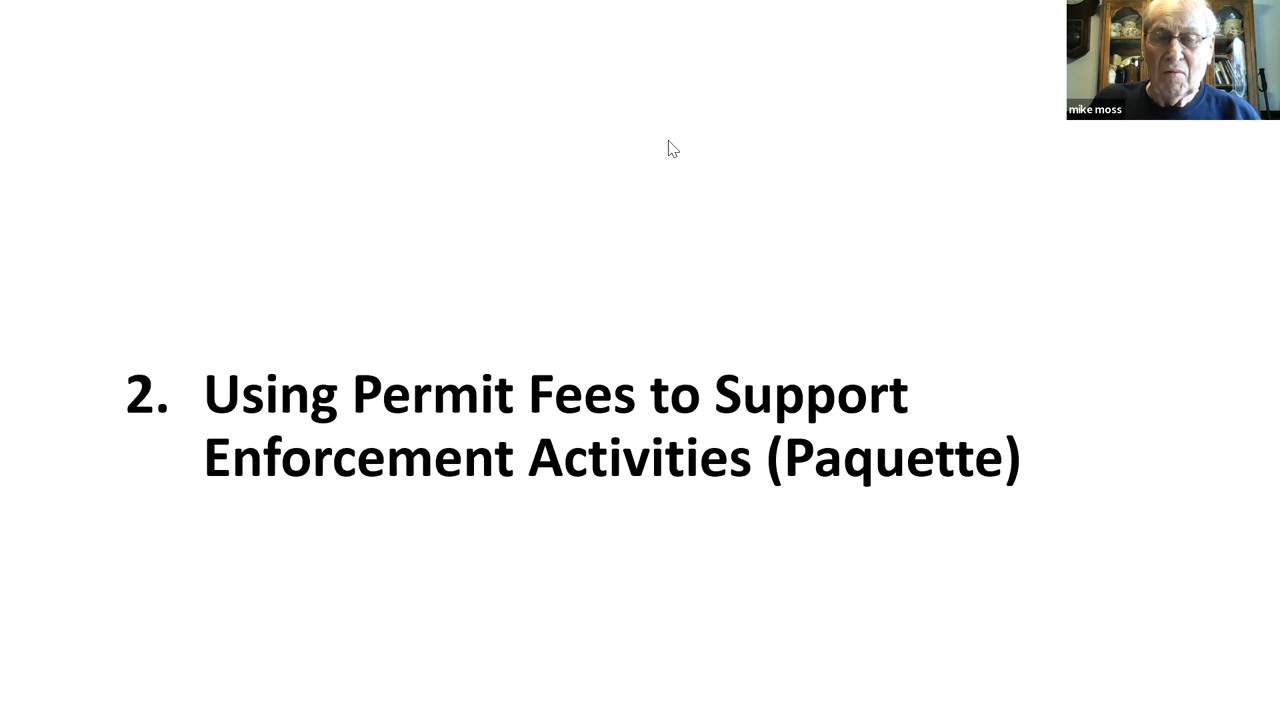 mike moss
2. Using Permit Fees to Support
Enforcement Activities (Paquette)